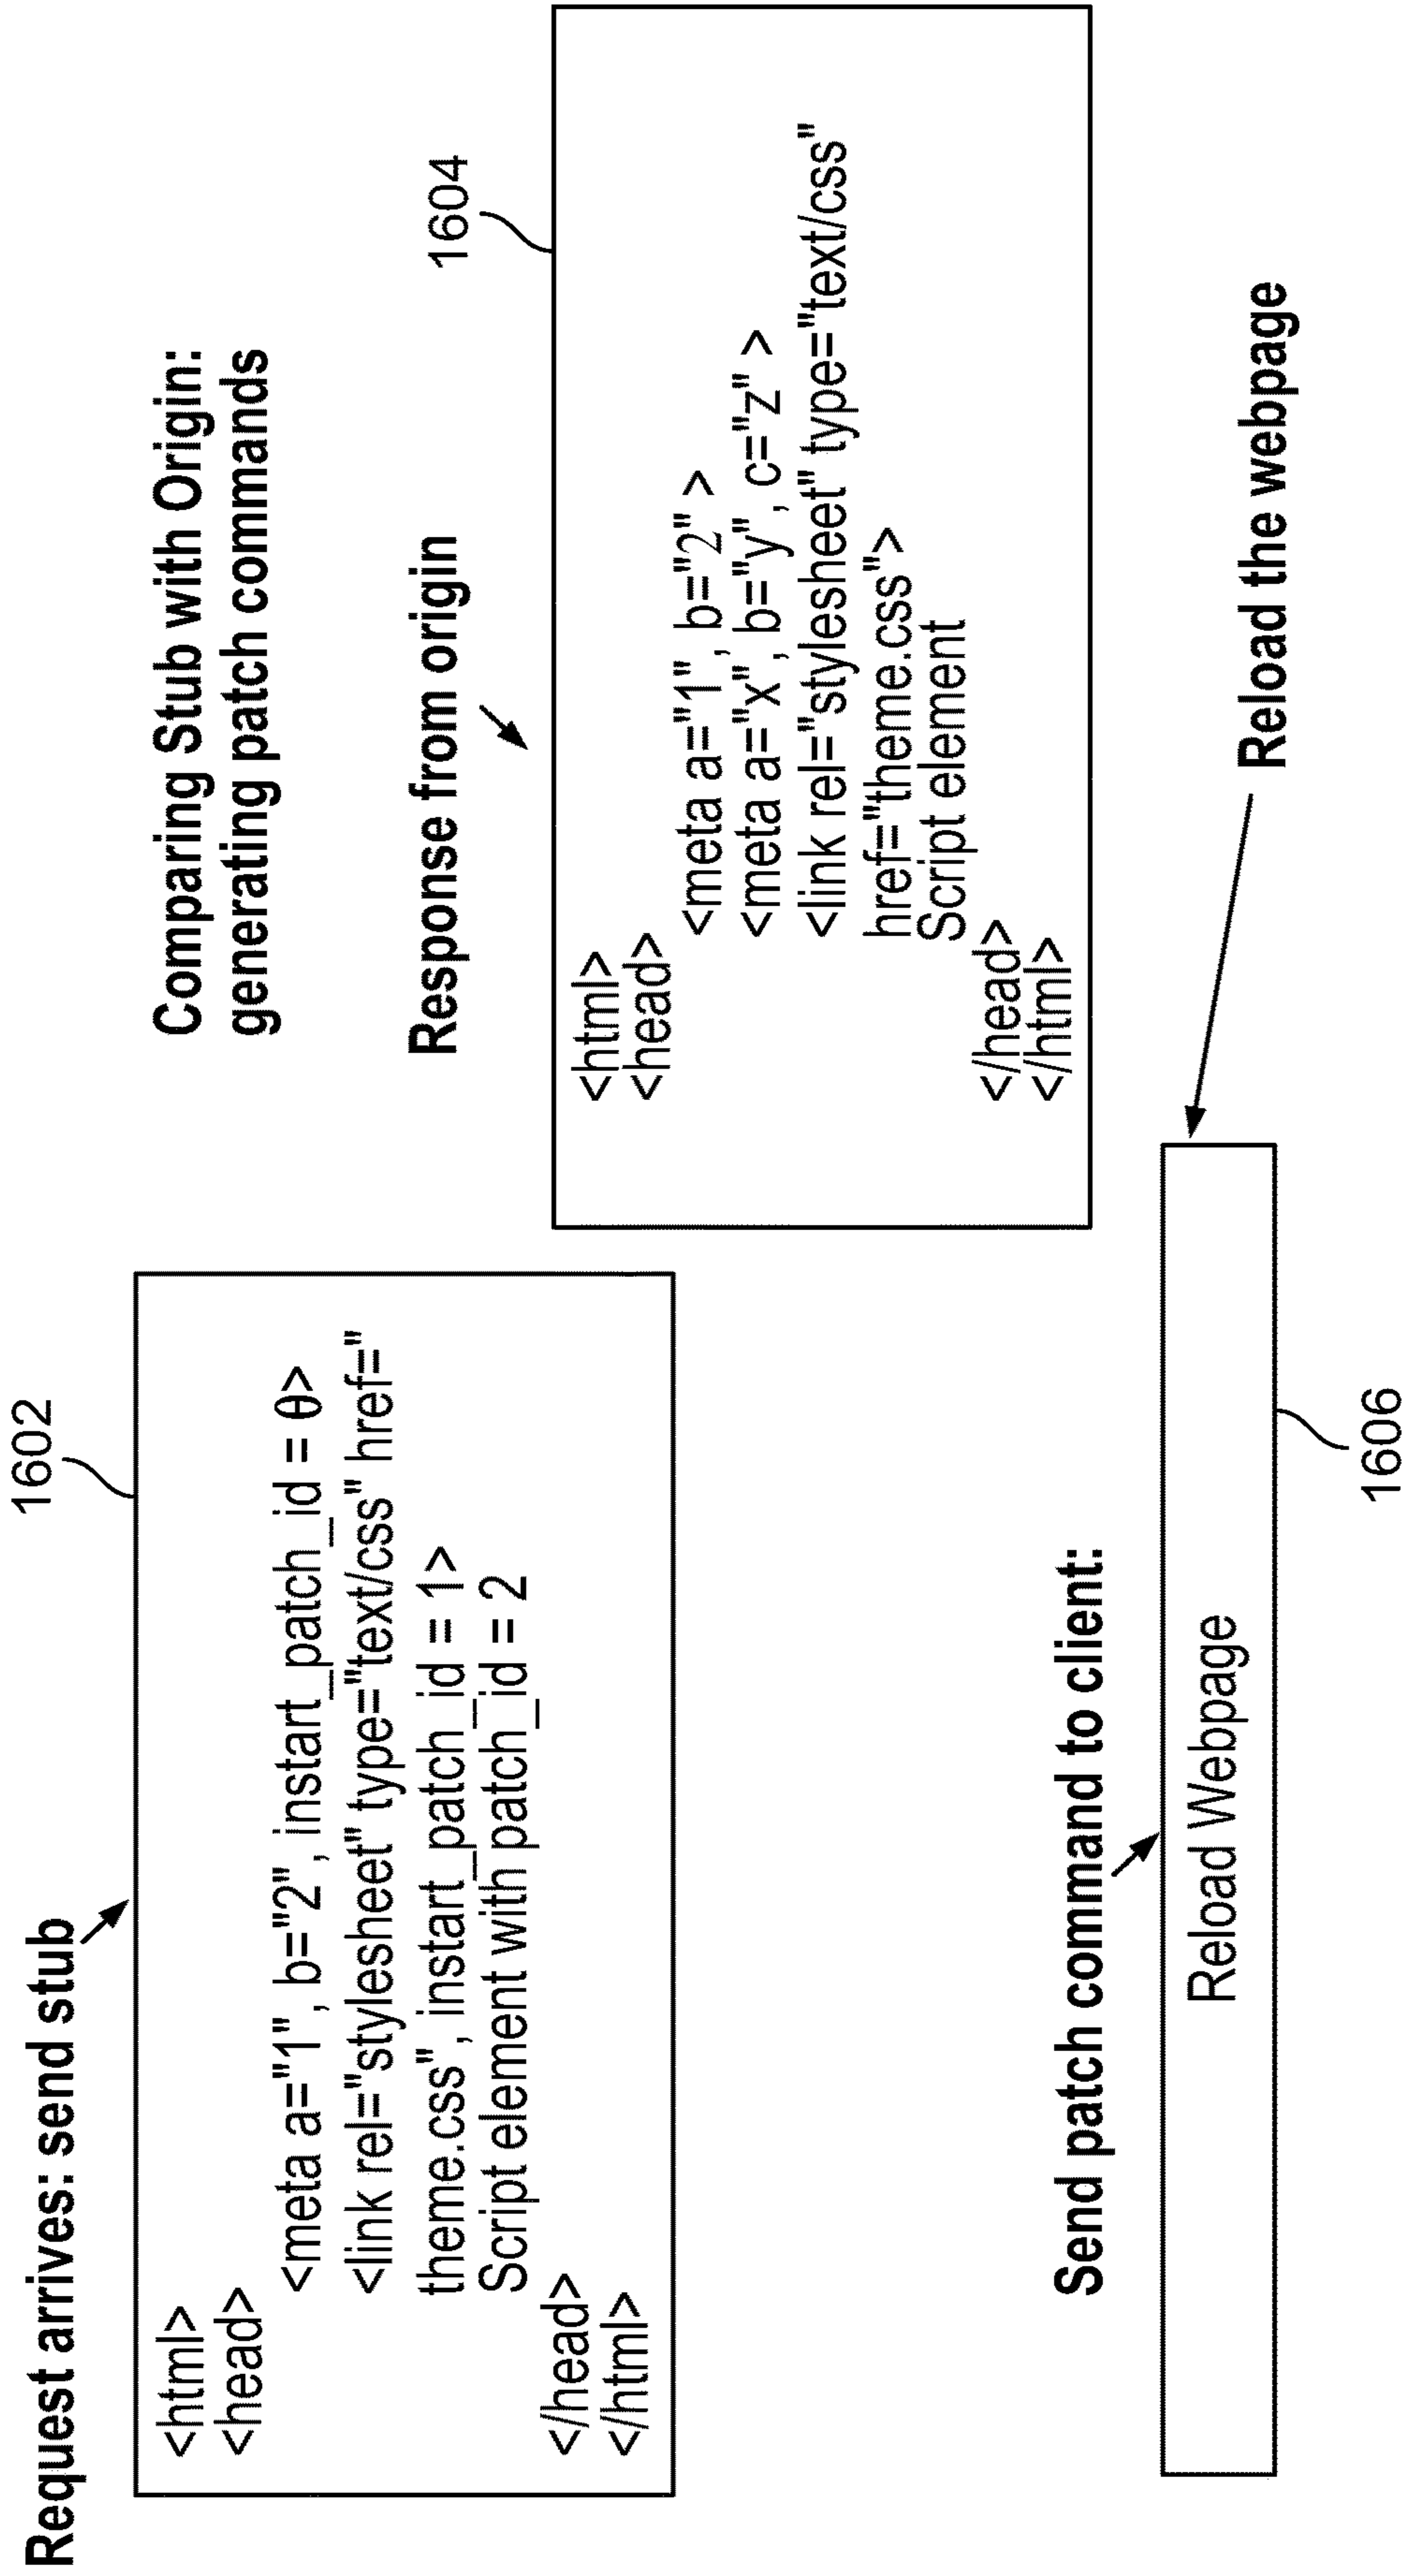 Request arrives: send stub
1602
<html>
<head>
<meta a="1", b="2", instart_patch_id = θ>
<link rel="stylesheet" type="text/css" href="
theme.css", instart_patch_id = 1>
Script element with patch_id = 2
</head>
</html>
Comparing Stub with Origin:
generating patch commands
Response from origin
1604
<html>
<head>
<meta a="1", b="2" >
<meta a="x", b="y", c="z" >
<link rel="stylesheet" type="text/css"
href="theme.css">
Script element
</head>
</html>
Send patch command to client:
Reload Webpage
1606
Reload the webpage